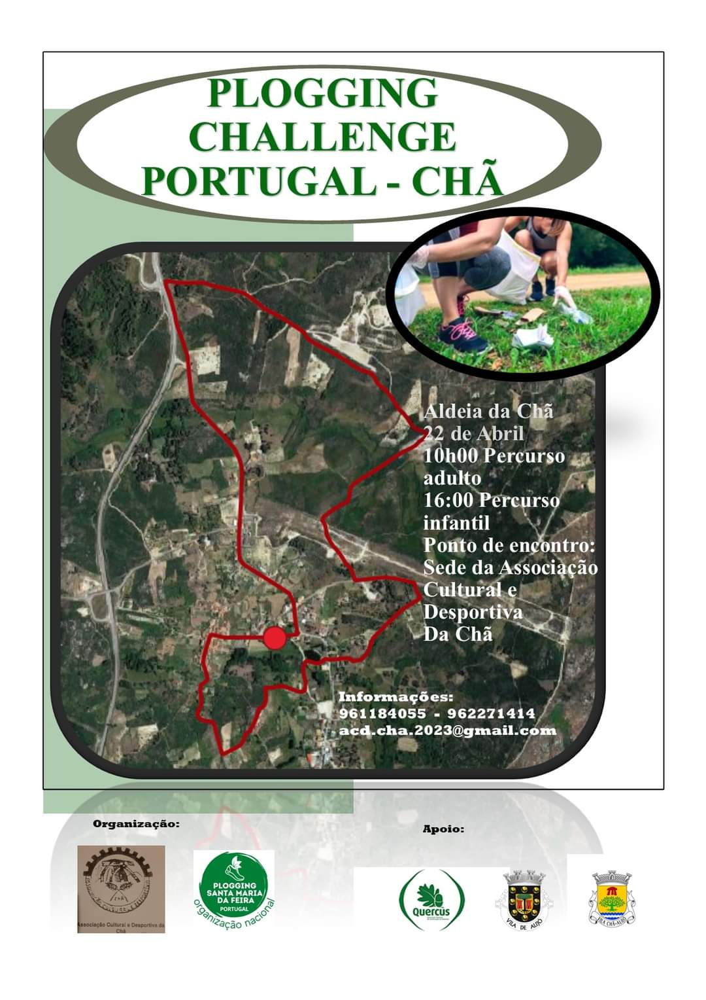 PLOGGING
CHALLENGE
PORTUGAL - CHÃ
Aldeia da Chã
22 de Abril
10h00 Percurso
adulto
16:00 Percurso
infantil
Ponto de encontro:
Sede da Associação
Cultural e
Desportiva
Da Chã
Informações:
961184055 - 962271414
acd.cha.2023@gmail.com
Organização:
Apoio:
Associação Cultural e Desportiva da
Chã
PLOGGING
SANTA MARIA
DA FEIRA
PORTUGAL
organização nacional
Quercus
VILA DE ALIJÓ
VILA CHÃ-ALIJÓ